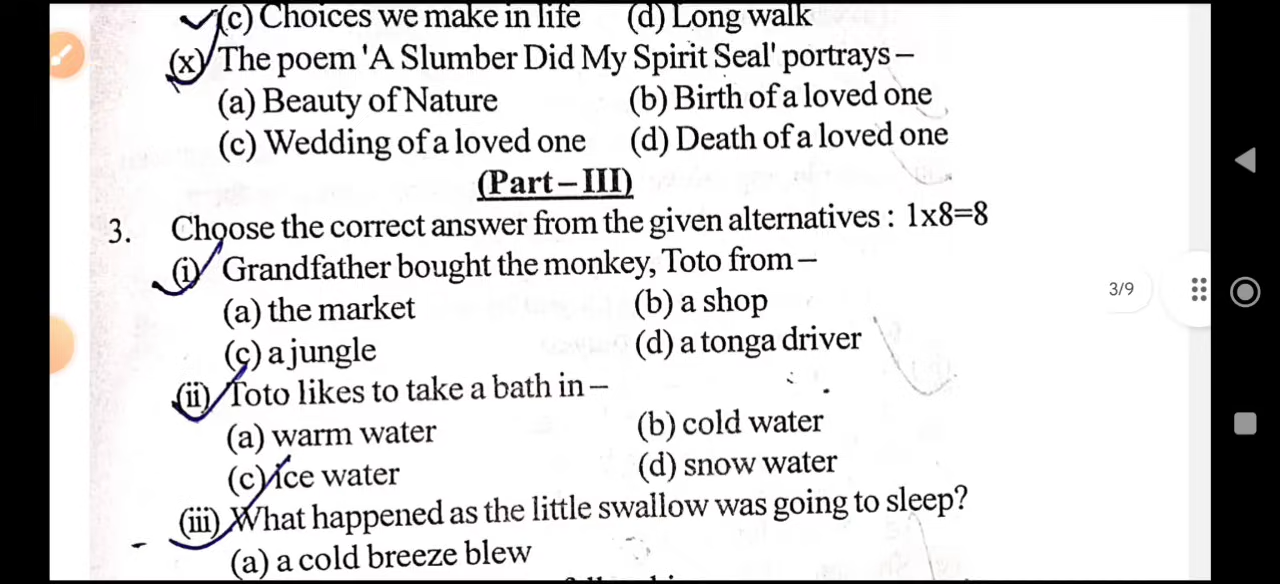 (c) Choices we make in life (d) Long walk
(x) The poem 'A Slumber Did My Spirit Seal' portrays –
(a) Beauty of Nature (b) Birth of a loved one
(c) Wedding of a loved one (d) Death of a loved one
(Part – III)
3. Choose the correct answer from the given alternatives : 1x8=8
(i) Grandfather bought the monkey, Toto from –
(a) the market (b) a shop
(c) a jungle (d) a tonga driver
3/9
(ii) Toto likes to take a bath in –
(a) warm water (b) cold water
(c) ice water (d) snow water
(iii) What happened as the little swallow was going to sleep?
(a) a cold breeze blew